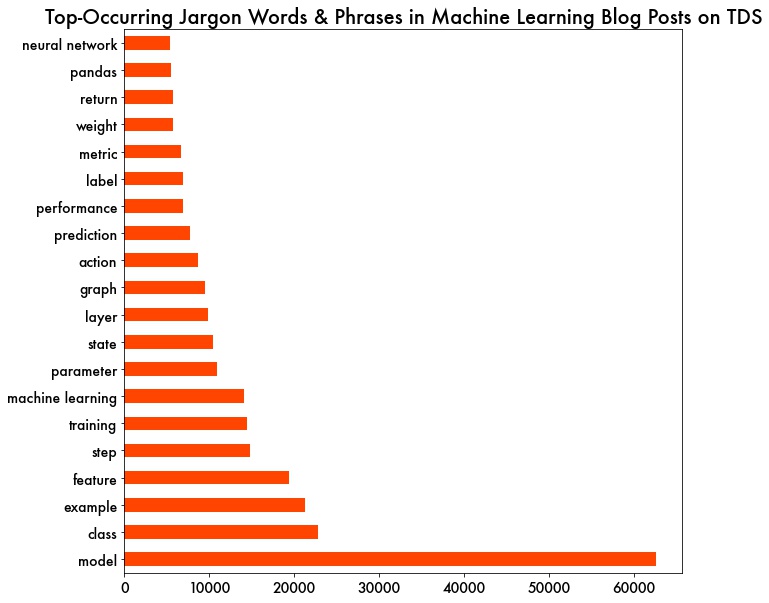 Top-Occurring Jargon Words & Phrases in Machine Learning Blog Posts on TDS
neural network
pandas
return
weight
metric
label
performance
prediction
action
graph
layer
state
parameter
machine learning
training
step
feature
example
class
model
0 10000 20000 30000 40000 50000 60000